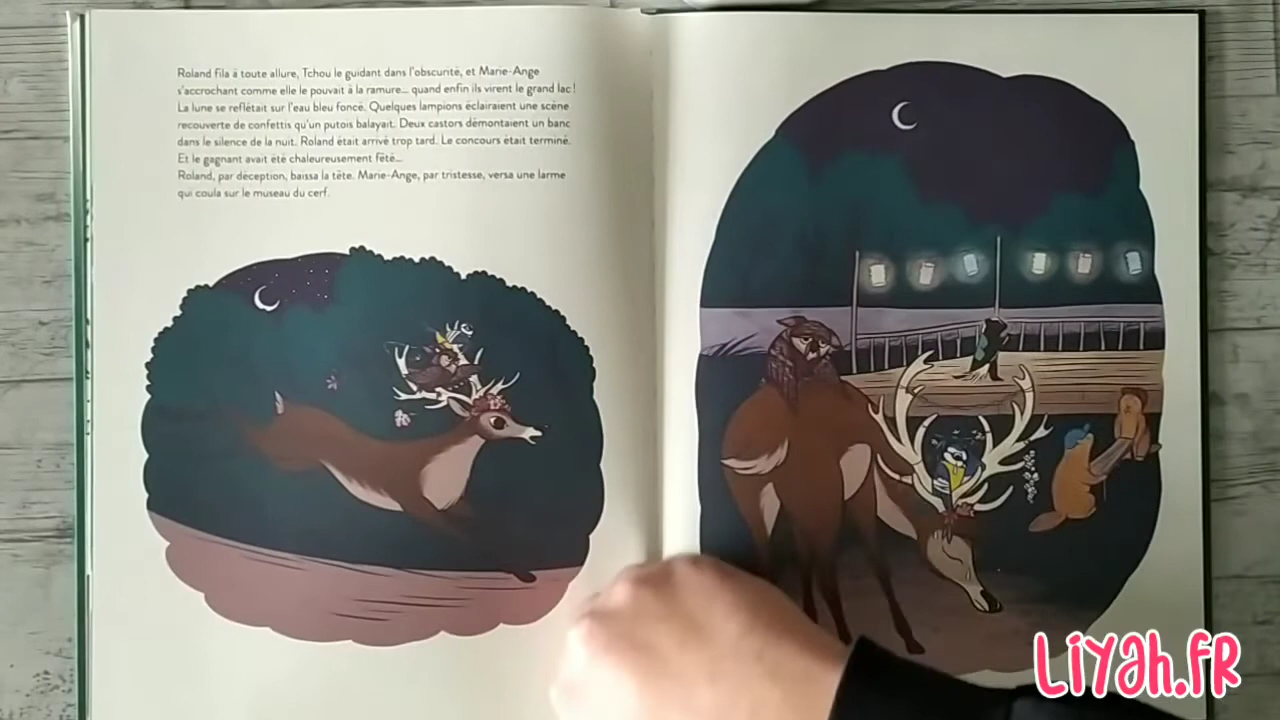 Roland fila à toute allure, Tchou le guidant dans l'obscurité, et Marie-Ange
s'accrochant comme elle le pouvait à la ramure... quand enfin ils virent le grand lac !
La lune se reflétait sur l'eau bleu foncé. Quelques lampions éclairaient une scène
recouverte de confettis qu'un putois balayait. Deux castors démontaient un banc
dans le silence de la nuit. Roland était arrivé trop tard. Le concours était terminé.
Et le gagnant avait été chaleureusement fêté...
Roland, par déception, baissa la tête. Marie-Ange, par tristesse, versa une larme
qui coula sur le museau du cerf.
Liyah.FR